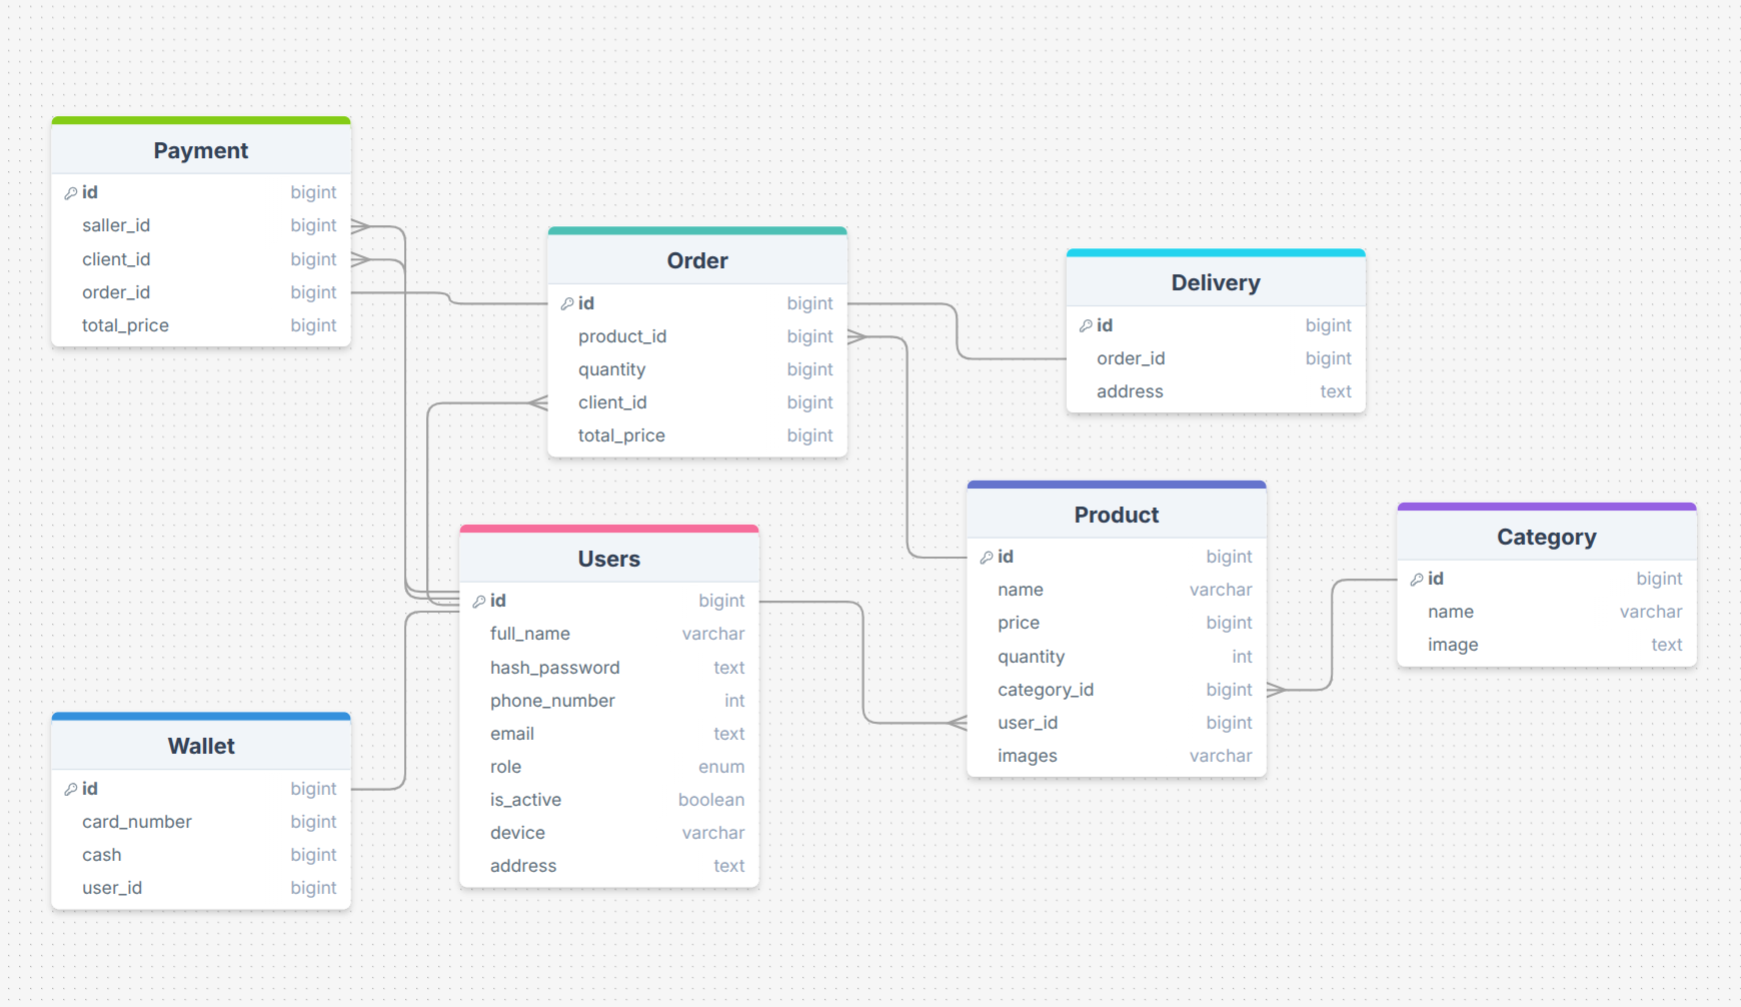 Payment
id bigint
saller_id bigint
client_id bigint
order_id bigint
total_price bigint
Order
id bigint
product_id bigint
quantity bigint
client_id bigint
total_price bigint
Delivery
id bigint
order_id bigint
address text
Users
id bigint
full_name varchar
hash_password text
phone_number int
email text
role enum
is_active boolean
device varchar
address text
Product
id bigint
name varchar
price bigint
quantity int
category_id bigint
user_id bigint
images varchar
Category
id bigint
name varchar
image text
Wallet
id bigint
card_number bigint
cash bigint
user_id bigint